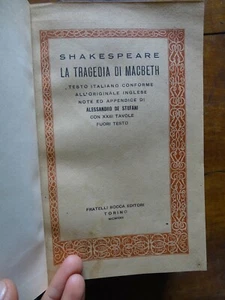 SHAKESPEARE
LA TRAGEDIA DI MACBETH
TESTO ITALIANO CONFORME
ALL'ORIGINALE INGLESE
NOTE ED APPENDICE DI
ALESSANDRO DE STEFANI
CON XXXI TAVOLE
FUORI TESTO
FRATELLI BOCCA EDITORI
TORINO